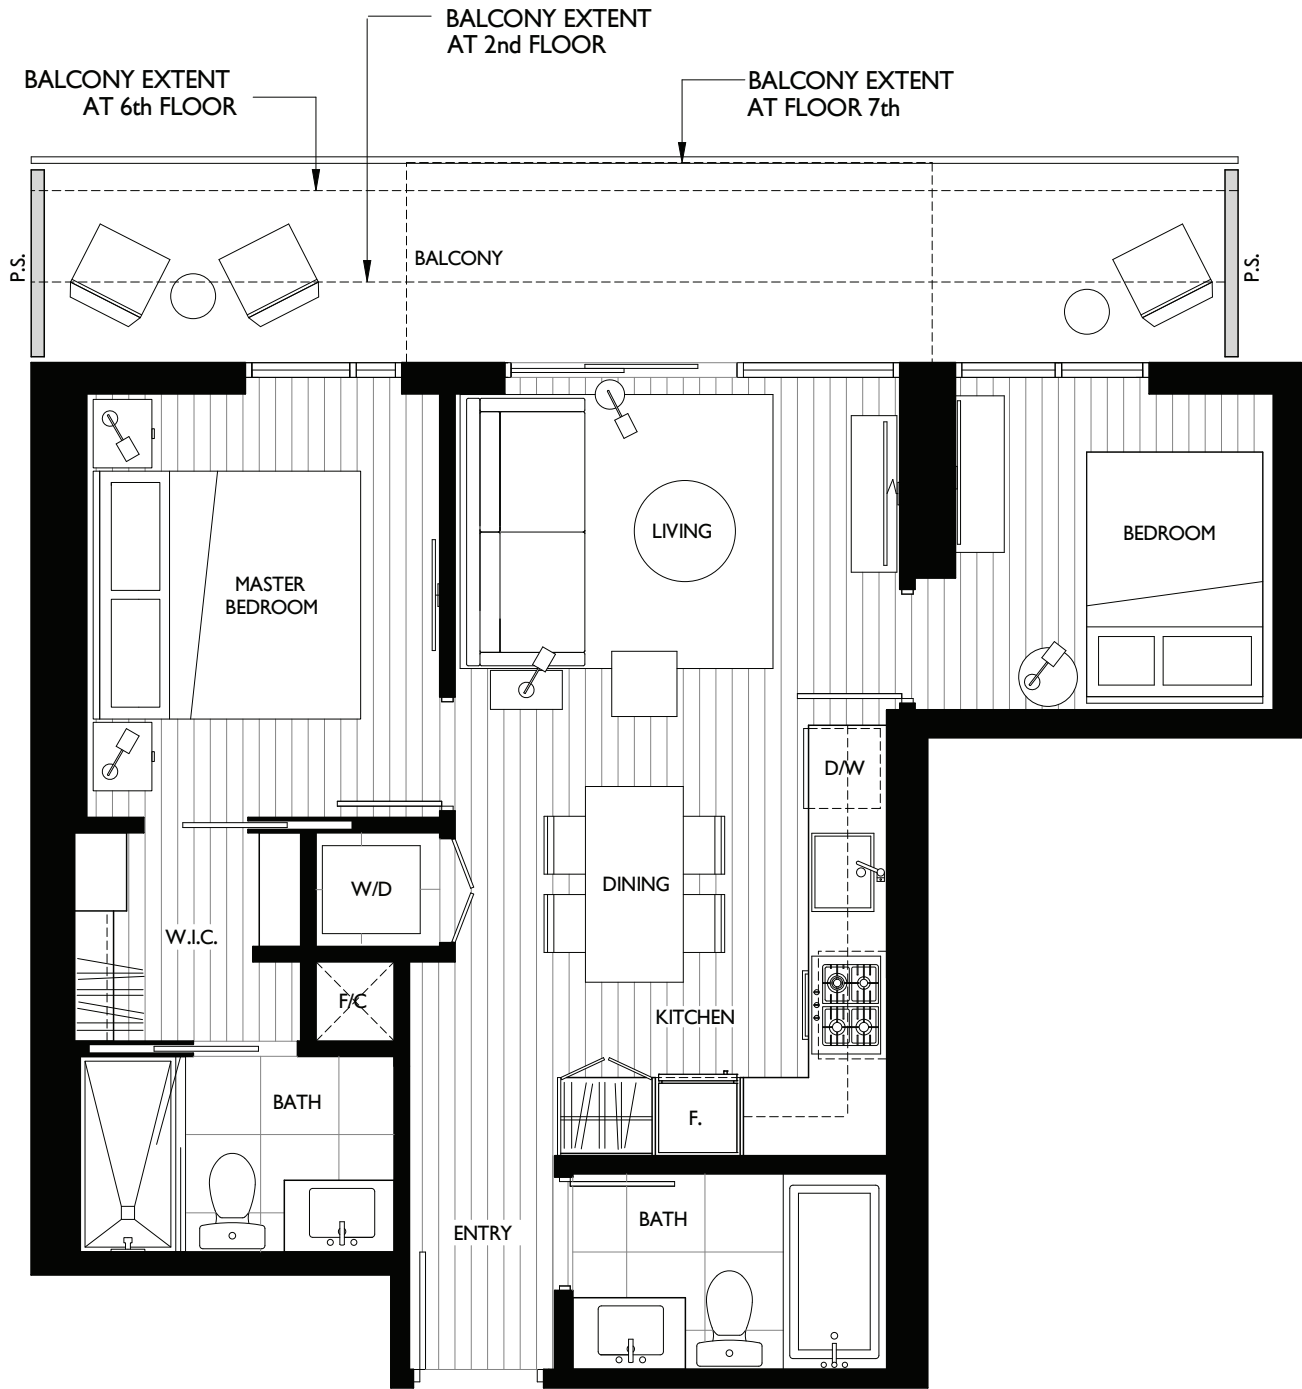 BALCONY EXTENT
AT 2nd FLOOR
BALCONY EXTENT
AT 6th FLOOR
BALCONY EXTENT
AT FLOOR 7th
P.S.
BALCONY
P.S.
LIVING
BEDROOM
MASTER
BEDROOM
D/W
W/D
DINING
W.I.C.
F/C
KITCHEN
BATH
F.
ENTRY
BATH